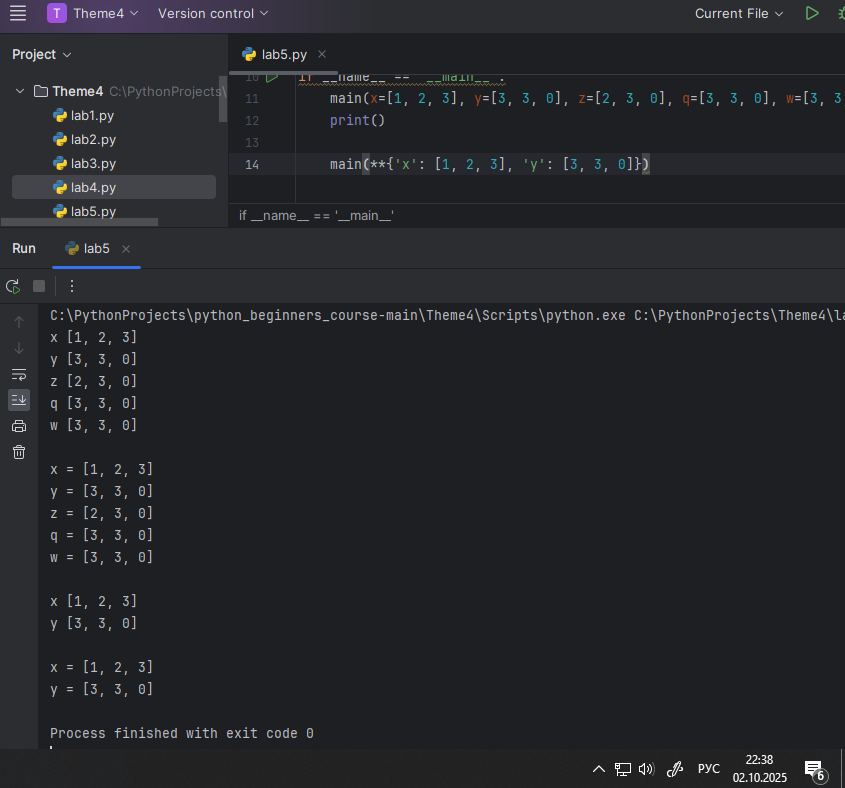 T Theme4 Version control Current File
Project
lab5.py
Theme4 C:\PythonProjects\
lab1.py
lab2.py
lab3.py
lab4.py
lab5.py
10 if __name__ == '__main__':
11 main(x=[1, 2, 3], y=[3, 3, 0], z=[2, 3, 0], q=[3, 3, 0], w=[3, 3
12 print()
13
14 main(**{'x': [1, 2, 3], 'y': [3, 3, 0]})
if __name__ == '__main__'
Run lab5
C:\PythonProjects\python_beginners_course-main\Theme4\Scripts\python.exe C:\PythonProjects\Theme4\la
x [1, 2, 3]
y [3, 3, 0]
z [2, 3, 0]
q [3, 3, 0]
w [3, 3, 0]
x = [1, 2, 3]
y = [3, 3, 0]
z = [2, 3, 0]
q = [3, 3, 0]
w = [3, 3, 0]
x [1, 2, 3]
y [3, 3, 0]
x = [1, 2, 3]
y = [3, 3, 0]
Process finished with exit code 0
РУС
22:38
02.10.2025
6